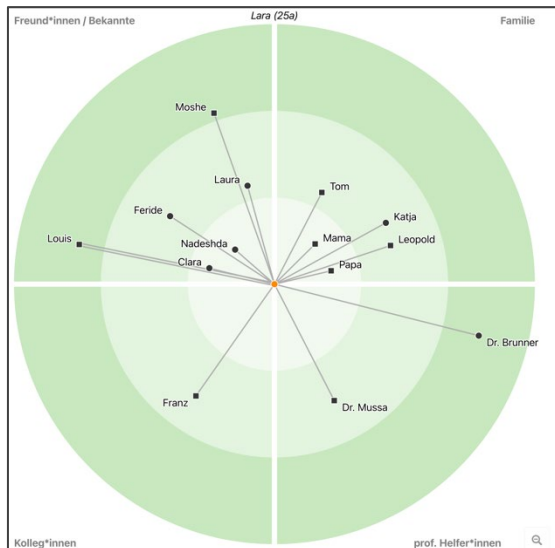 Freund*innen / Bekannte
Lara (25a)
Familie
Moshe
Laura
Tom
Feride
Katja
Louis
Nadeshda
Mama
Leopold
Clara
Papa
Dr. Brunner
Franz
Dr. Mussa
Kolleg*innen
prof. Helfer*innen